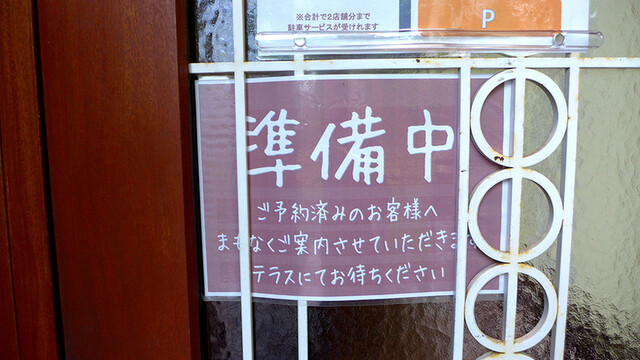 ※合計で2店舗分まで
駐車サービスが受けれます
P
準備中
ご予約済みのお客様へ
まもなくご案内させていただきます
テラスにてお待ちください